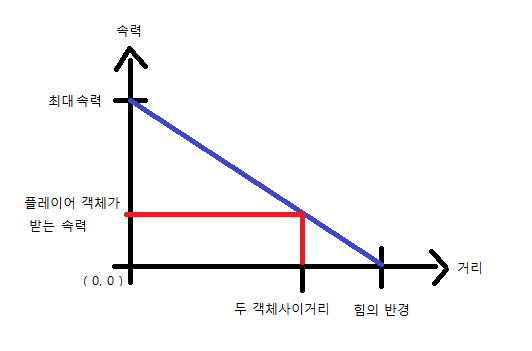 속력
최대 속력
플레이어 객체가
받는 속력
( 0, 0 )
거리
두 객체사이거리
힘의 반경